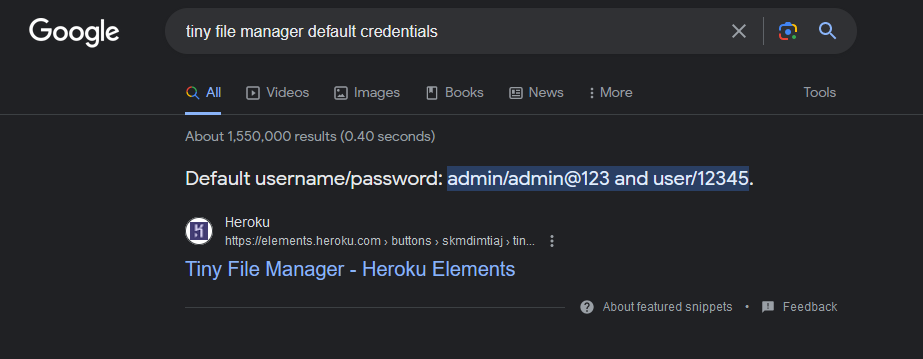 Google
tiny file manager default credentials
All Videos Images Books News More Tools
About 1,550,000 results (0.40 seconds)
Default username/password: admin/admin@123 and user/12345.
Heroku
https://elements.heroku.com › buttons › skmdimtiaj › tin...
Tiny File Manager - Heroku Elements
About featured snippets • Feedback